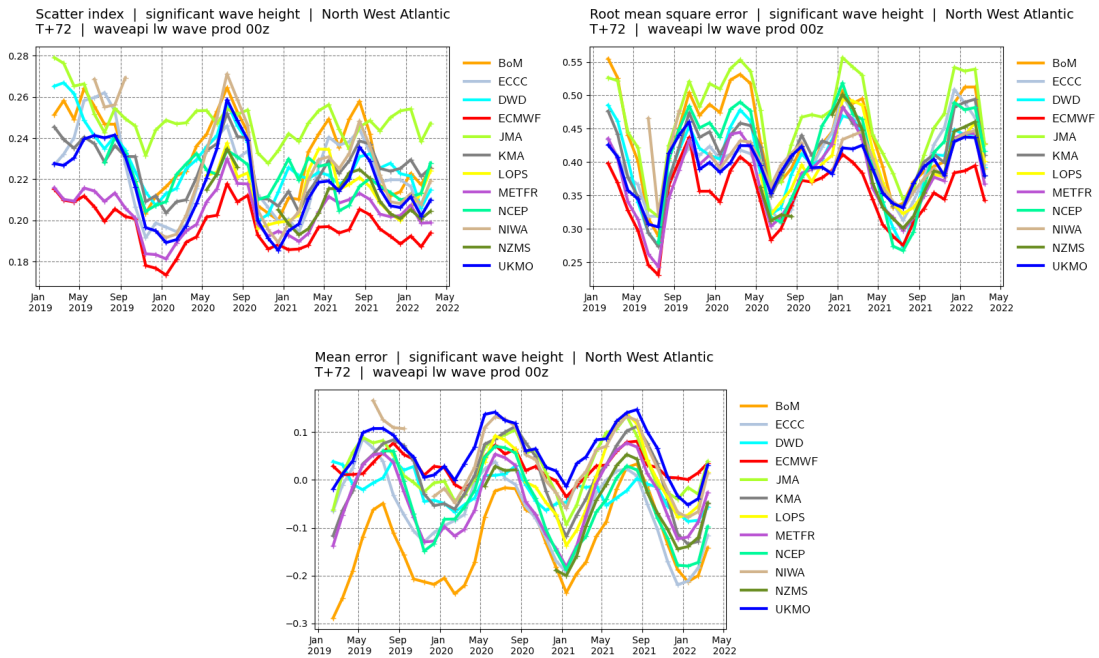 Scatter index | significant wave height | North West Atlantic
T+72 | waveapi lw wave prod 00z
0.28
0.26
0.24
0.22
0.20
0.18
Jan 2019
May 2019
Sep 2019
Jan 2020
May 2020
Sep 2020
Jan 2021
May 2021
Sep 2021
Jan 2022
May 2022
BoM
ECCC
DWD
ECMWF
JMA
KMA
LOPS
METFR
NCEP
NIWA
NZMS
UKMO
Root mean square error | significant wave height | North West Atlantic
T+72 | waveapi lw wave prod 00z
0.55
0.50
0.45
0.40
0.35
0.30
0.25
Jan 2019
May 2019
Sep 2019
Jan 2020
May 2020
Sep 2020
Jan 2021
May 2021
Sep 2021
Jan 2022
May 2022
BoM
ECCC
DWD
ECMWF
JMA
KMA
LOPS
METFR
NCEP
NIWA
NZMS
UKMO
Mean error | significant wave height | North West Atlantic
T+72 | waveapi lw wave prod 00z
0.1
0.0
−0.1
−0.2
−0.3
Jan 2019
May 2019
Sep 2019
Jan 2020
May 2020
Sep 2020
Jan 2021
May 2021
Sep 2021
Jan 2022
May 2022
BoM
ECCC
DWD
ECMWF
JMA
KMA
LOPS
METFR
NCEP
NIWA
NZMS
UKMO